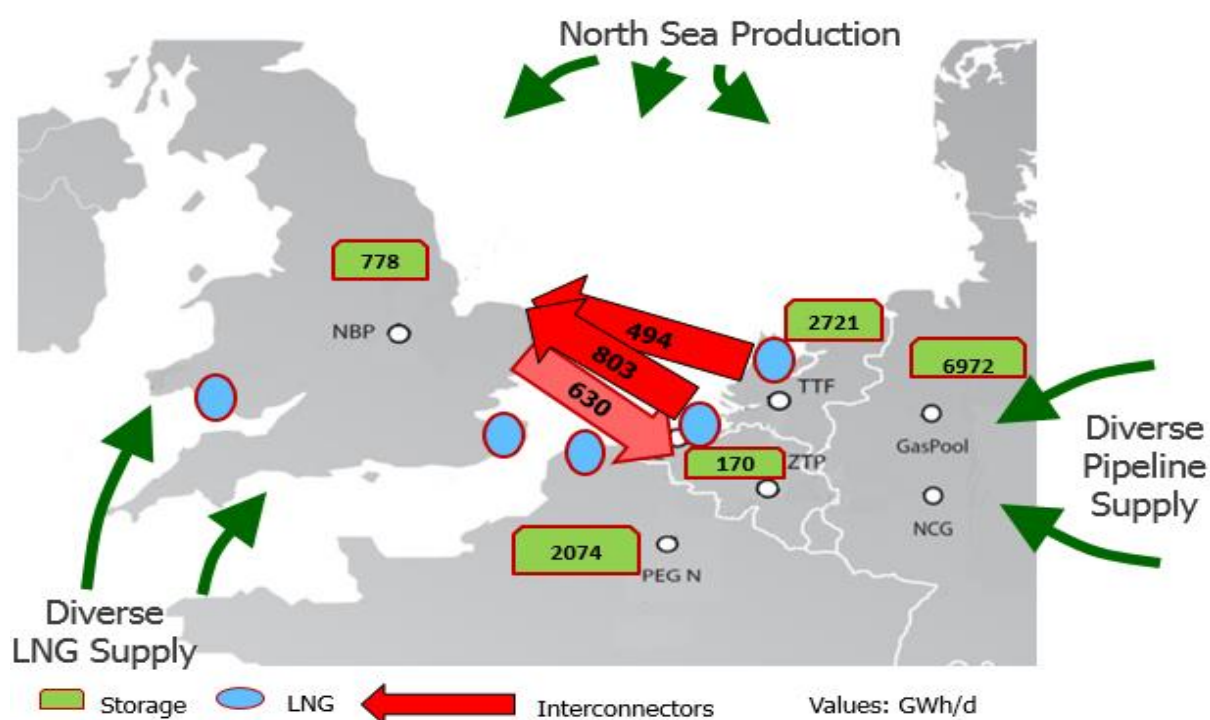 North Sea Production
778
NBP
494
803
630
2721
6972
TTF
GasPool
170
ZTP
NCG
2074
PEG N
Diverse
Pipeline
Supply
Diverse
LNG Supply
Storage
LNG
Interconnectors
Values: GWh/d